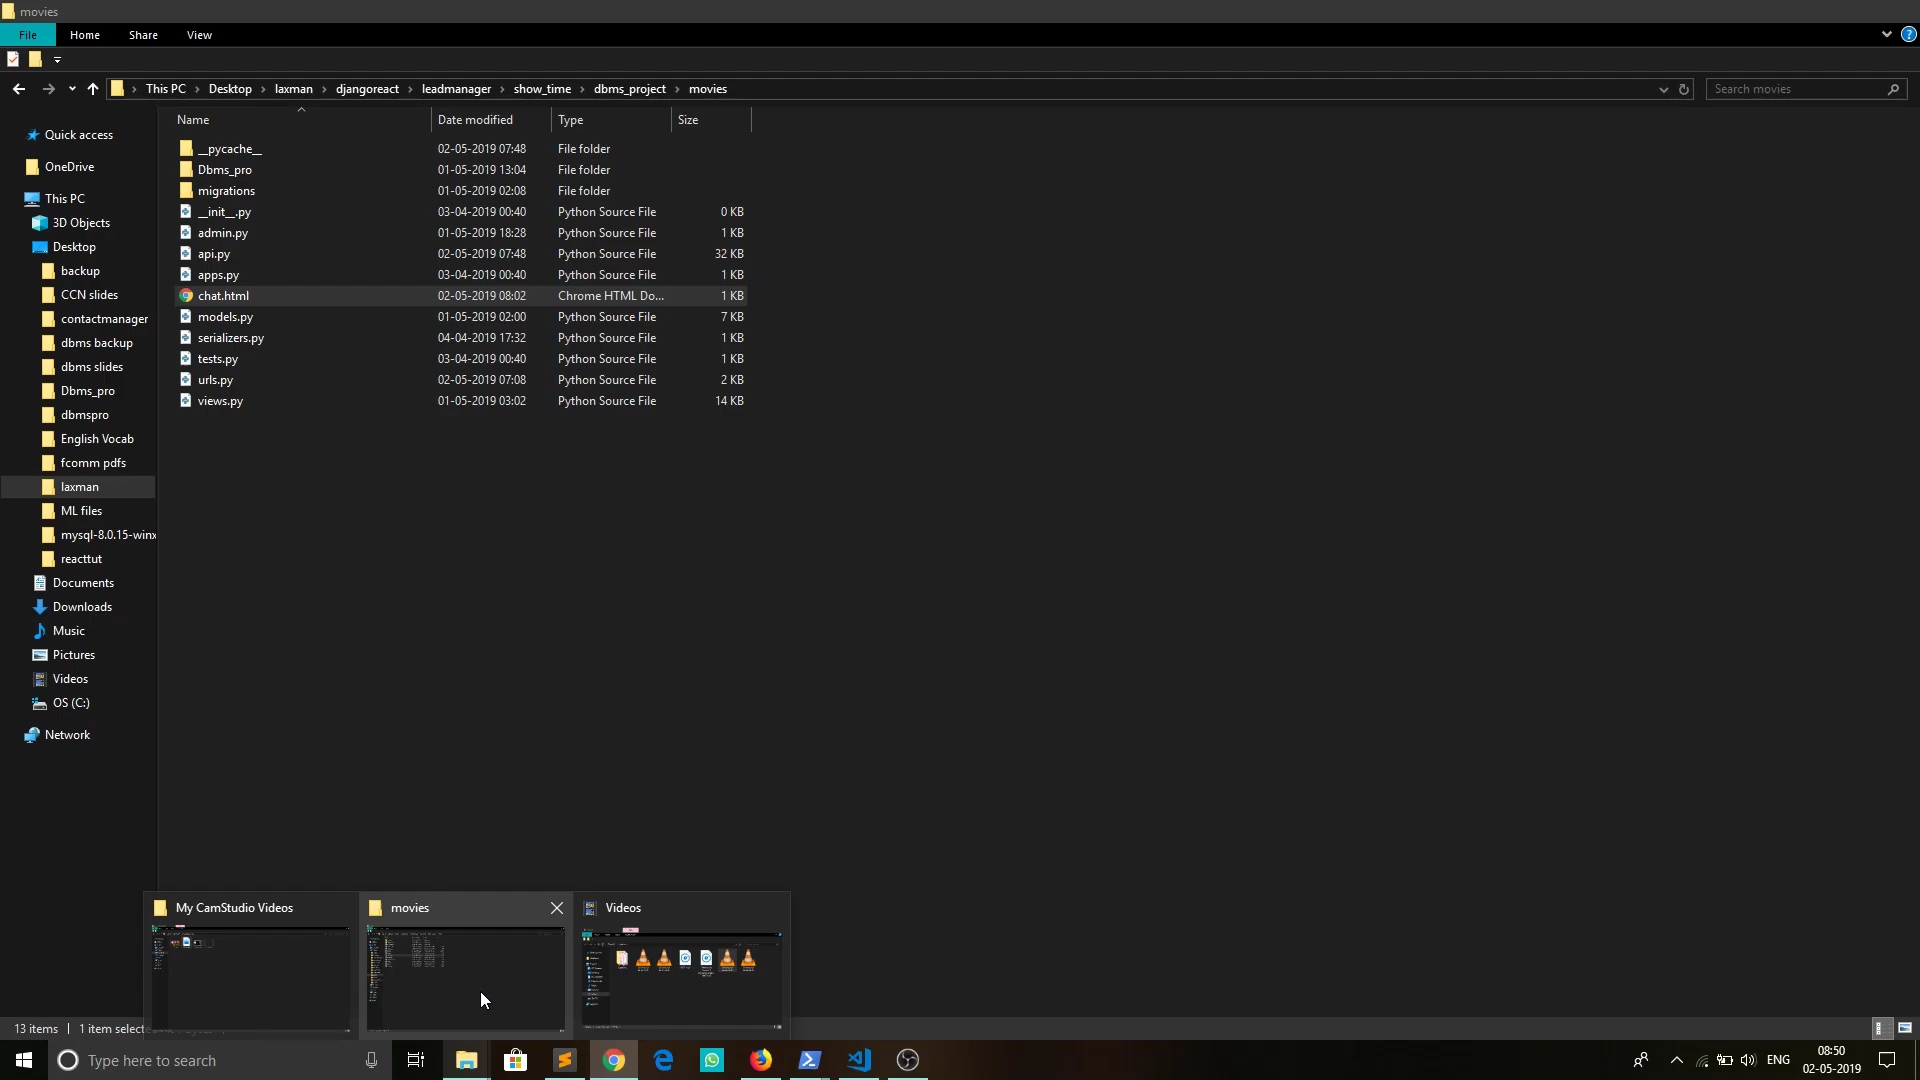 movies
File Home Share View
This PC Desktop laxman djangoreact leadmanager show_time dbms_project movies
Search movies
Name Date modified Type Size
__pycache__ 02-05-2019 07:48 File folder
Dbms_pro 01-05-2019 13:04 File folder
migrations 01-05-2019 02:08 File folder
__init__.py 03-04-2019 00:40 Python Source File 0 KB
admin.py 01-05-2019 18:28 Python Source File 1 KB
api.py 02-05-2019 07:48 Python Source File 32 KB
apps.py 03-04-2019 00:40 Python Source File 1 KB
chat.html 02-05-2019 08:02 Chrome HTML Do... 1 KB
models.py 01-05-2019 02:00 Python Source File 7 KB
serializers.py 04-04-2019 17:32 Python Source File 1 KB
tests.py 03-04-2019 00:40 Python Source File 1 KB
urls.py 02-05-2019 07:08 Python Source File 2 KB
views.py 01-05-2019 03:02 Python Source File 14 KB
Quick access
OneDrive
This PC
3D Objects
Desktop
backup
CCN slides
contactmanager
dbms backup
dbms slides
Dbms_pro
dbmspro
English Vocab
fcomm pdfs
laxman
ML files
mysql-8.0.15-winx
reacttut
Documents
Downloads
Music
Pictures
Videos
OS (C:)
Network
My CamStudio Videos movies Videos
13 items 1 item selecte
Type here to search
ENG
08:50
02-05-2019